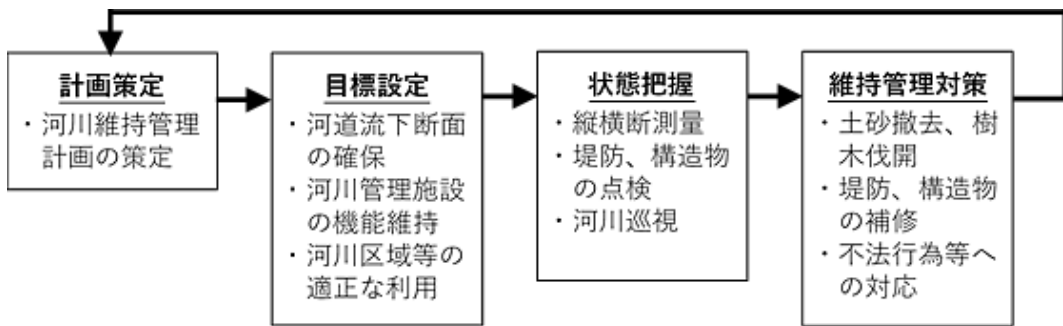 計画策定
・河川維持管理
計画の策定
目標設定
・河道流下断面
の確保
・河川管理施設
の機能維持
・河川区域等の
適正な利用
状態把握
・縦横断測量
・堤防、構造物
の点検
・河川巡視
維持管理対策
・土砂撤去、樹
木伐開
・堤防、構造物
の補修
・不法行為等へ
の対応